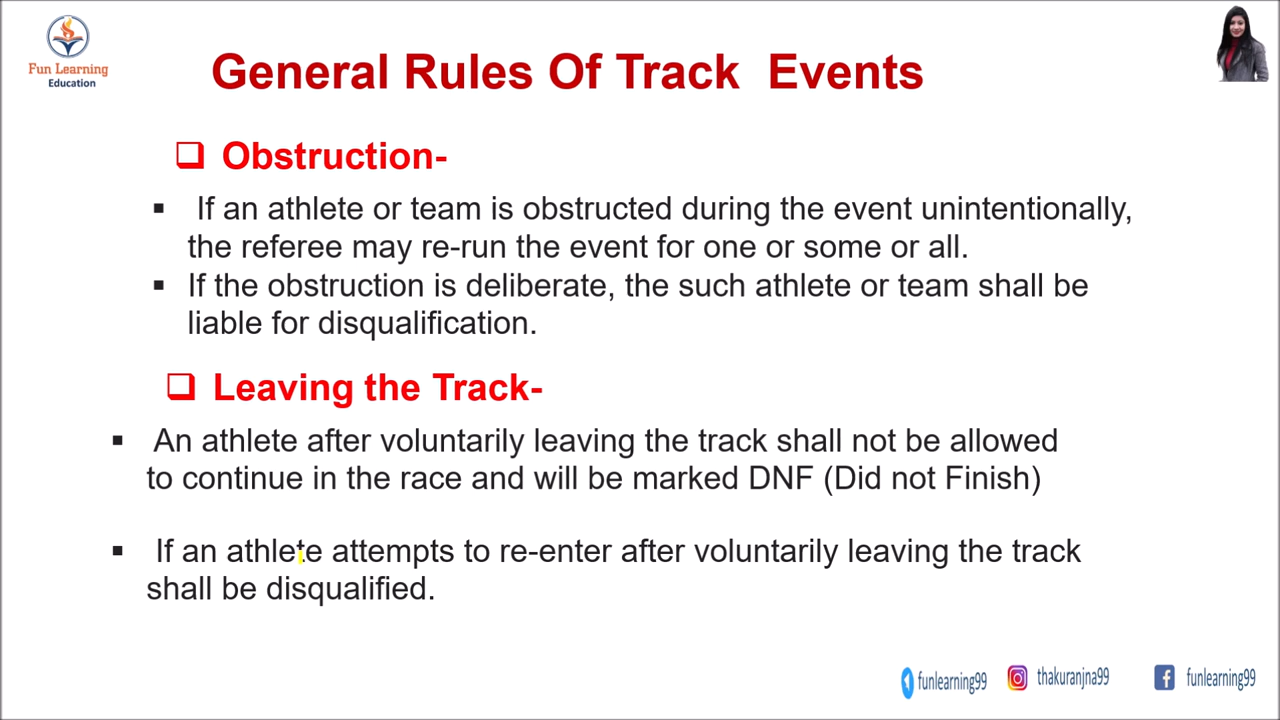 Fun Learning
Education
General Rules Of Track Events
Obstruction-
If an athlete or team is obstructed during the event unintentionally,
the referee may re-run the event for one or some or all.
If the obstruction is deliberate, the such athlete or team shall be
liable for disqualification.
Leaving the Track-
An athlete after voluntarily leaving the track shall not be allowed
to continue in the race and will be marked DNF (Did not Finish)
If an athlete attempts to re-enter after voluntarily leaving the track
shall be disqualified.
funlearning99 thakuranjna99 funlearning99